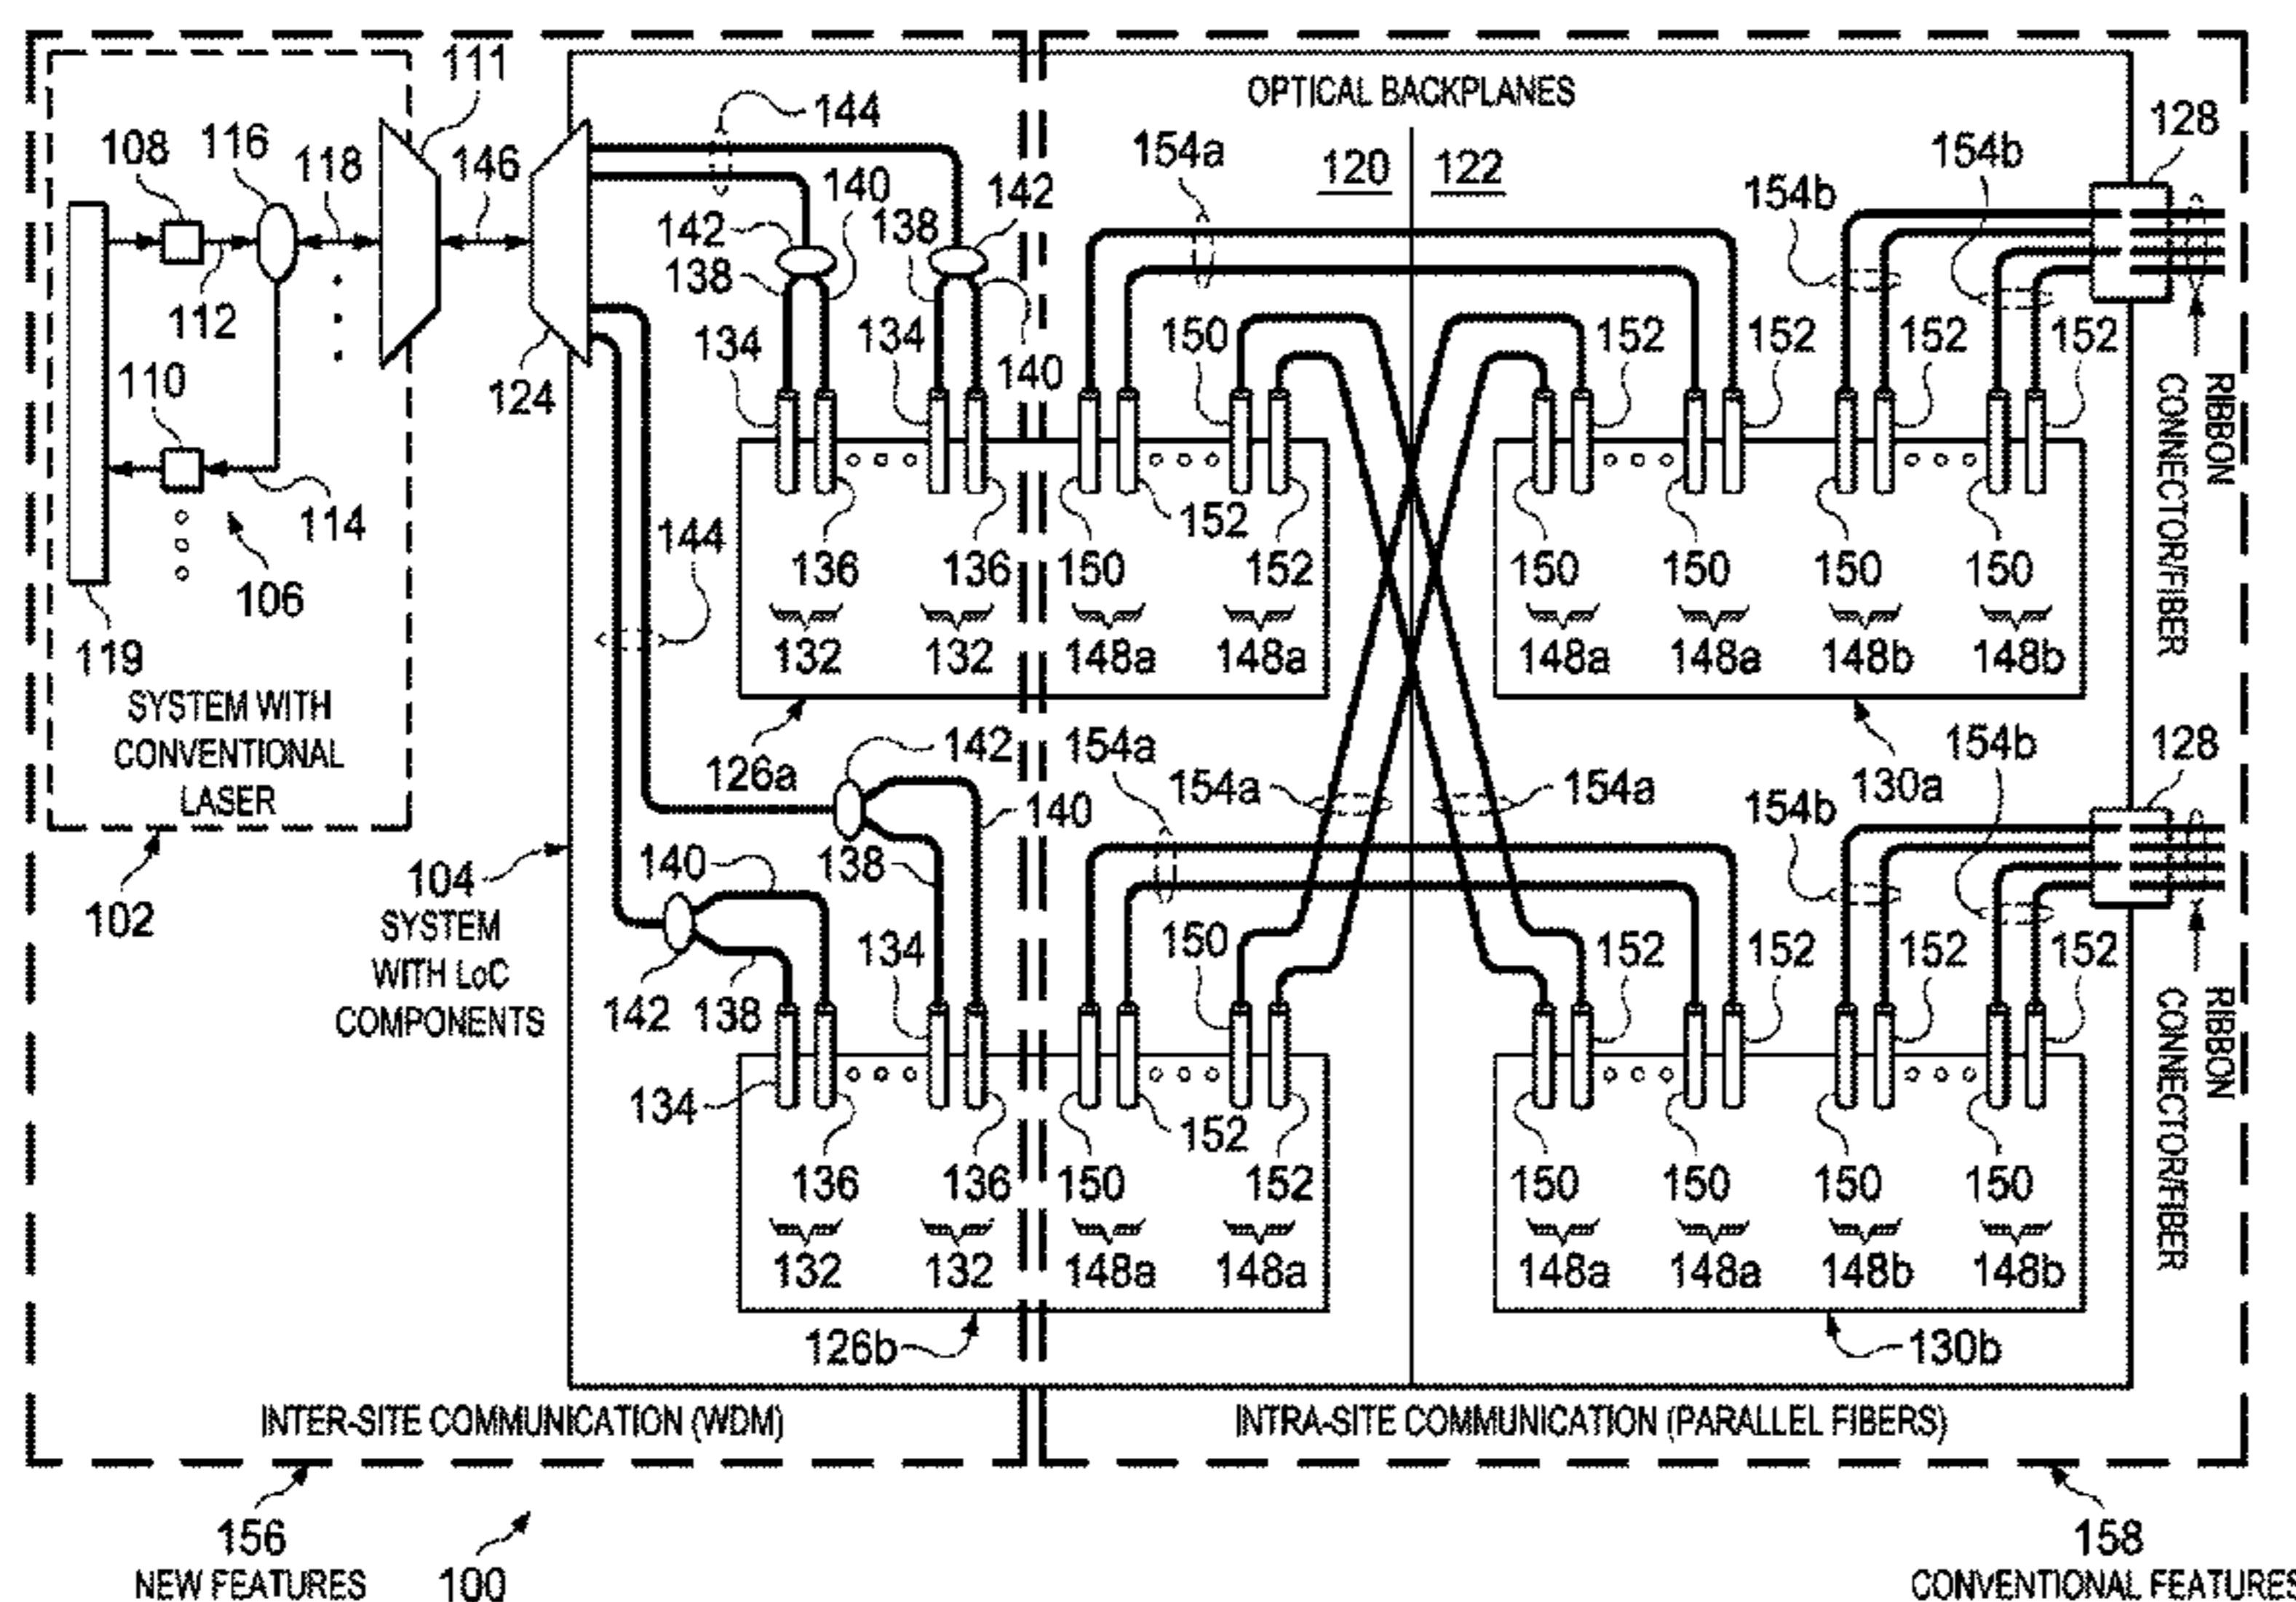 111
OPTICAL BACKPLANES
128
144
108
116
118
146
154a
120
122
154b
154b
140
142
142
138
138
112
134
134
140
150
152
152
152
152
124
110
RIBBON
CONNECTOR/FIBER
114
144
152
136
136
150
152
150
150
150
150
106
119
132
132
148a
148a
148a
148a
148b
148b
SYSTEM WITH
CONVENTIONAL
LASER
126a
142
154a
154a
154a
130a
154b
154b
128
140
102
104
SYSTEM
WITH LoC
COMPONENTS
140
138
134
150
152
152
152
152
142
138
RIBBON
CONNECTOR/FIBER
134
152
136
136
150
152
150
150
150
150
132
132
148a
148a
148a
148a
148b
148b
126b
130b
INTER-SITE COMMUNICATION (WDM)
INTRA-SITE COMMUNICATION (PARALLEL FIBERS)
156
NEW FEATURES
100
158
CONVENTIONAL FEATURES